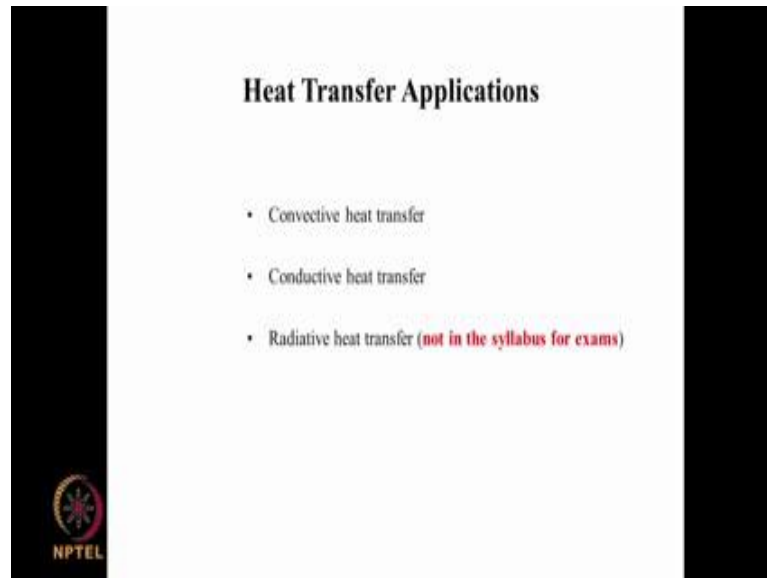 Heat Transfer Applications
• Convective heat transfer
• Conductive heat transfer
• Radiative heat transfer (not in the syllabus for exams)
NPTEL